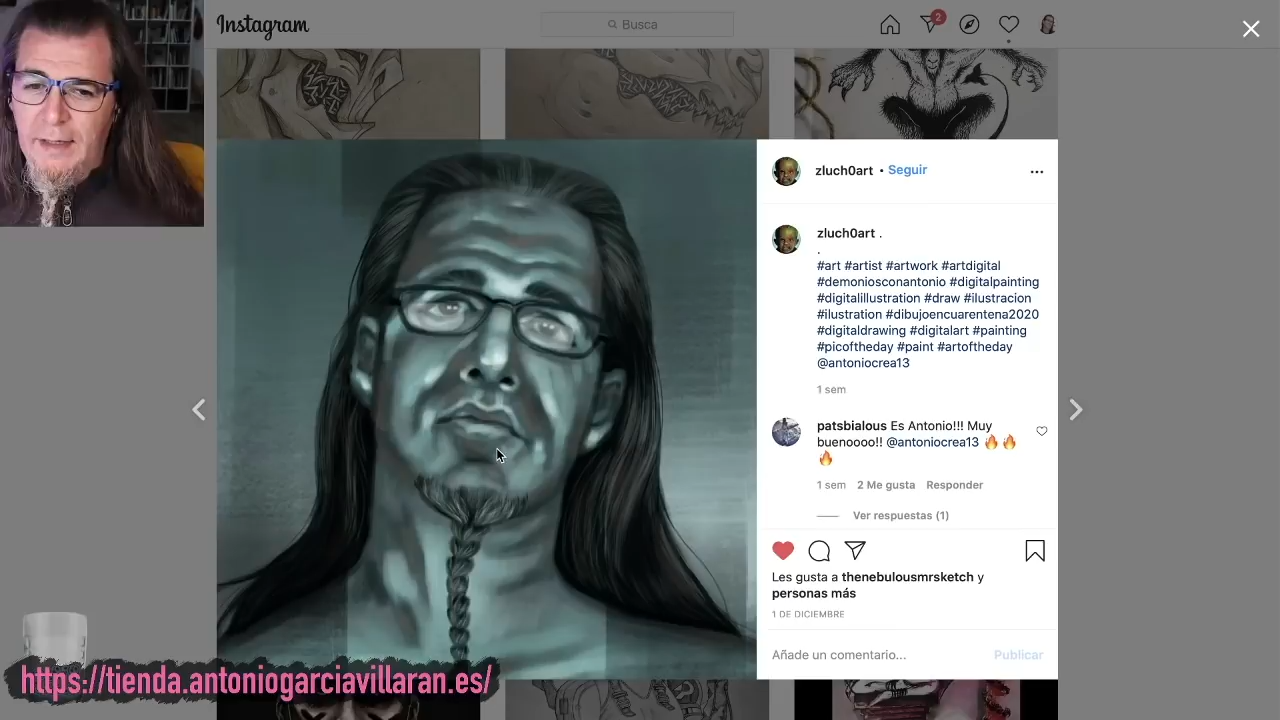 Instagram
Busca
2
zluch0art • Seguir
zluch0art .
.
#art #artist #artwork #artdigital
#demoniosconantonio #digitalpainting
#digitalillustration #draw #ilustracion
#ilustration #dibujoencuarentena2020
#digitaldrawing #digitalart #painting
#picoftheday #paint #artoftheday
@antoniocrea13
1 sem
patsbialous Es Antonio!!! Muy
buenoooo!! @antoniocrea13 🔥🔥
🔥
1 sem 2 Me gusta Responder
Ver respuestas (1)
Les gusta a thenebulousmrsketch y
personas más
1 DE DICIEMBRE
Añade un comentario... Publicar
https://tienda.antoniogarciavillaran.es/